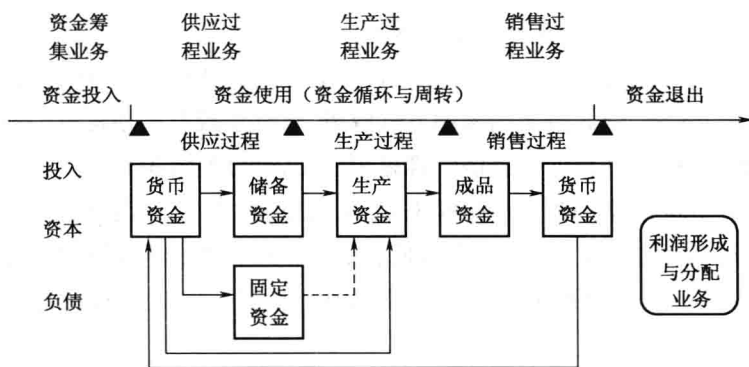 资金筹
集业务
供应过
程业务
生产过
程业务
销售过
程业务
资金投入
资金使用（资金循环与周转）
资金退出
供应过程
生产过程
销售过程
投入
资本
负债
货币
资金
储备
资金
生产
资金
成品
资金
货币
资金
固定
资金
利润形成
与分配
业务